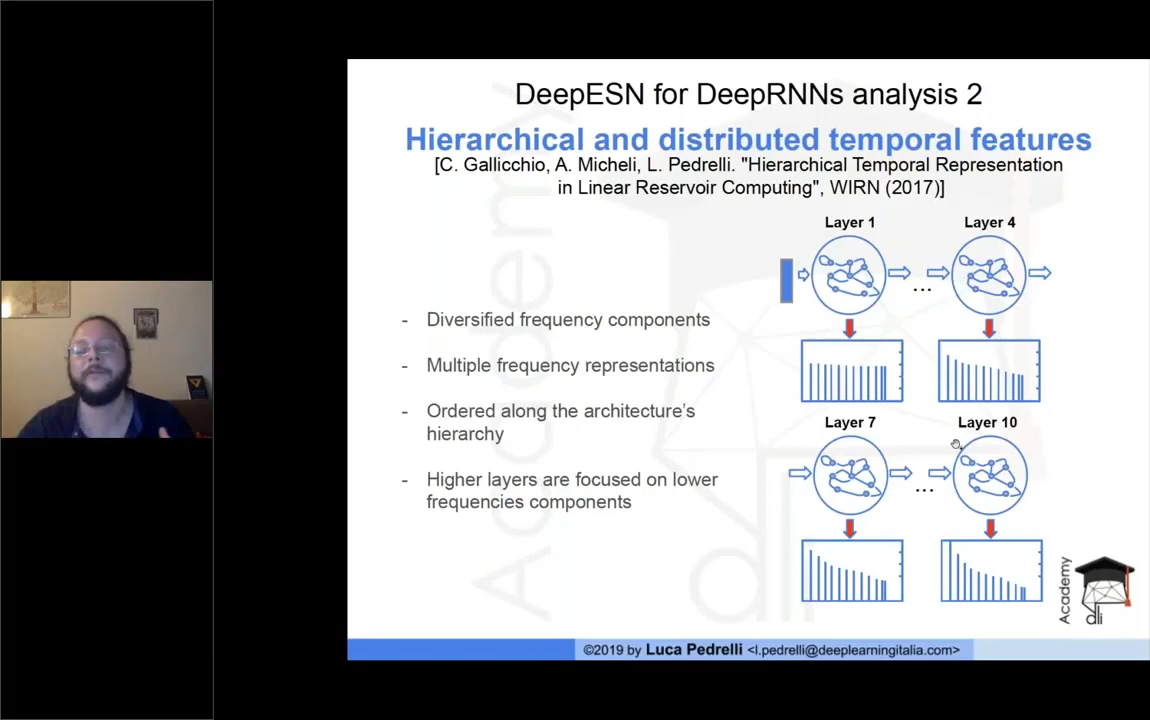 DeepESN for DeepRNNs analysis 2
Hierarchical and distributed temporal features
[C. Gallicchio, A. Micheli, L. Pedrelli. "Hierarchical Temporal Representation
in Linear Reservoir Computing", WIRN (2017)]
- Diversified frequency components
- Multiple frequency representations
- Ordered along the architecture's
hierarchy
- Higher layers are focused on lower
frequencies components
Layer 1
Layer 4
...
Layer 7
Layer 10
...
Academy
dli
Academy
dli
©2019 by Luca Pedrelli <l.pedrelli@deeplearningitalia.com>